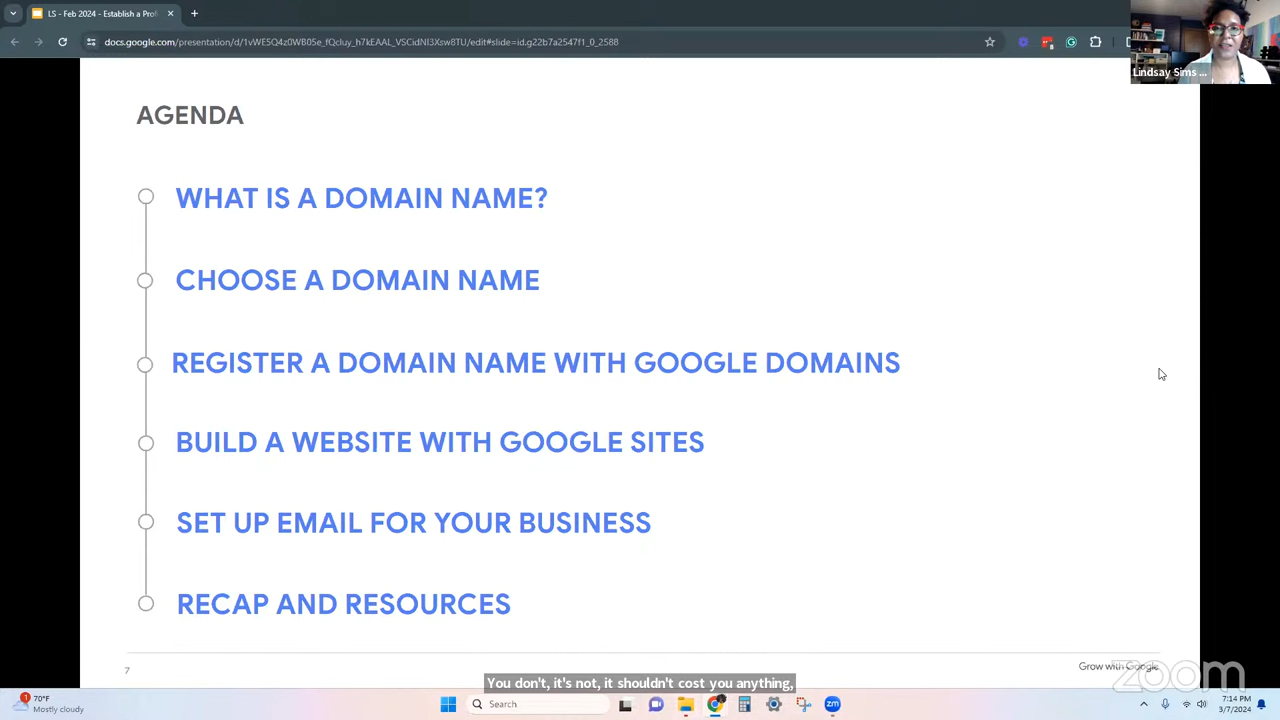 LS - Feb 2024 - Establish a Prof
docs.google.com/presentation/d/1vWE5Q4z0WB05e_fQcluy_h7kEAAL_VSCidNI3Xsw8TU/edit#slide=id.g22b7a2547f1_0_2588
Lindsay Sims ...
AGENDA
WHAT IS A DOMAIN NAME?
CHOOSE A DOMAIN NAME
REGISTER A DOMAIN NAME WITH GOOGLE DOMAINS
BUILD A WEBSITE WITH GOOGLE SITES
SET UP EMAIL FOR YOUR BUSINESS
RECAP AND RESOURCES
7
Grow with Google
zoom
You don't, it's not, it shouldn't cost you anything,
1
70°F
Mostly cloudy
Search
zm
7:14 PM
3/7/2024